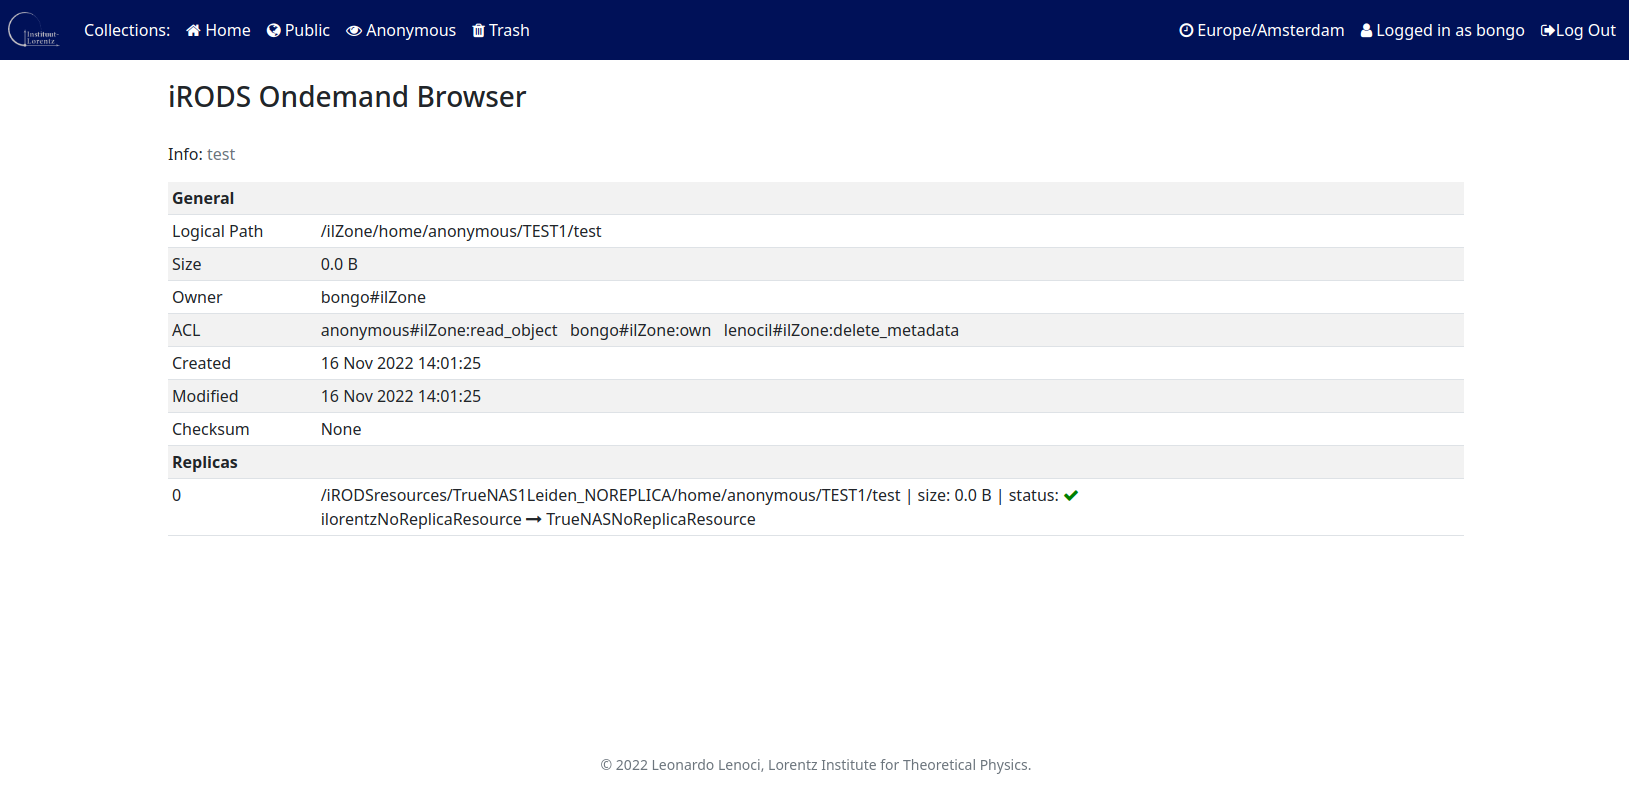 Instituut-
Lorentz
Collections: Home Public Anonymous Trash Europe/Amsterdam Logged in as bongo Log Out
iRODS Ondemand Browser
Info: test
General
Logical Path /ilZone/home/anonymous/TEST1/test
Size 0.0 B
Owner bongo#ilZone
ACL anonymous#ilZone:read_object bongo#ilZone:own lenocil#ilZone:delete_metadata
Created 16 Nov 2022 14:01:25
Modified 16 Nov 2022 14:01:25
Checksum None
Replicas
0 /iRODSresources/TrueNAS1Leiden_NOREPLICA/home/anonymous/TEST1/test | size: 0.0 B | status: ✔
ilorentzNoReplicaResource → TrueNASNoReplicaResource
© 2022 Leonardo Lenoci, Lorentz Institute for Theoretical Physics.